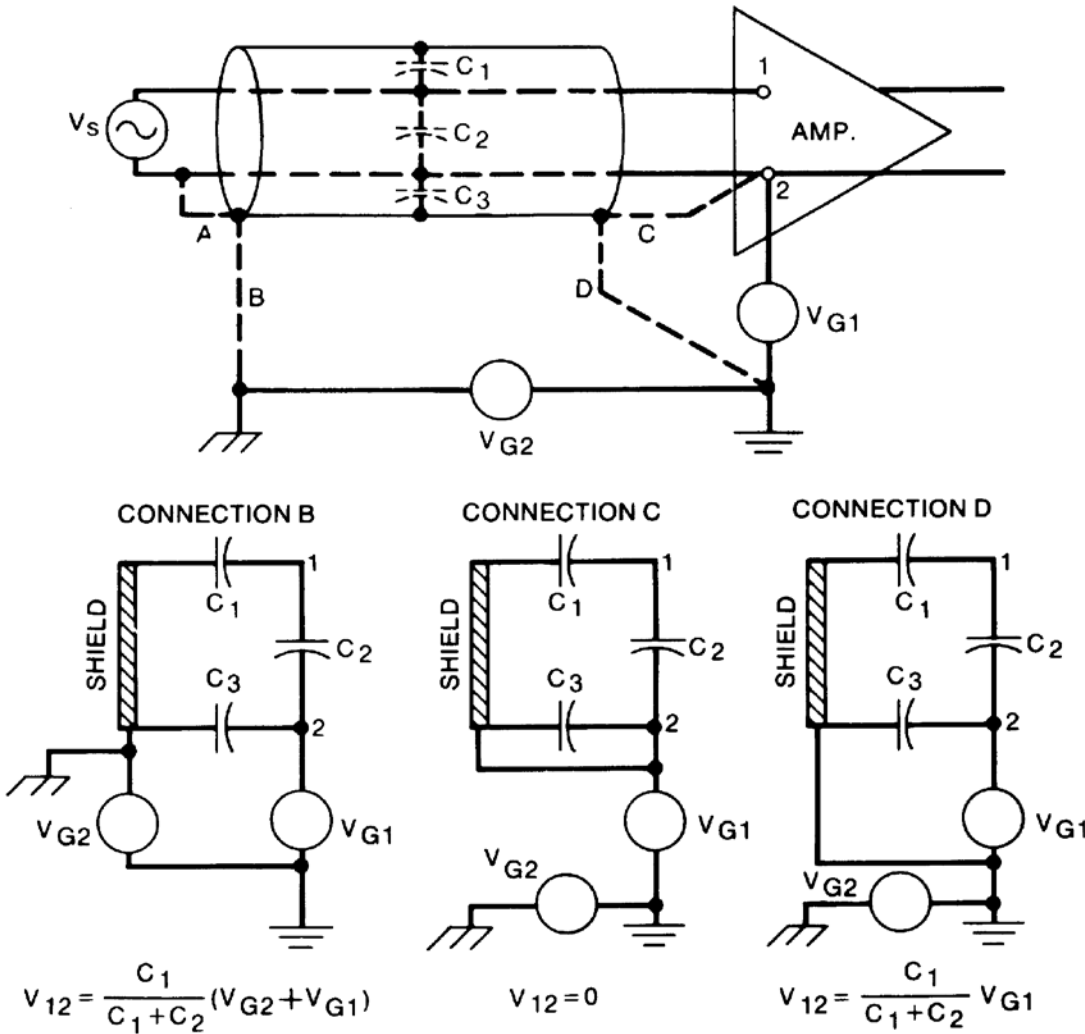 C1
1
VS
C2
AMP.
C3
2
A
C
B
D
VG1
VG2
CONNECTION B
CONNECTION C
CONNECTION D
1
1
1
C1
C1
C1
SHIELD
SHIELD
SHIELD
C2
C2
C2
C3
C3
C3
2
2
2
VG2
VG1
VG2
VG1
VG2
VG1
V12 = C1 / (C1 + C2) (VG2 + VG1)
V12 = 0
V12 = C1 / (C1 + C2) VG1